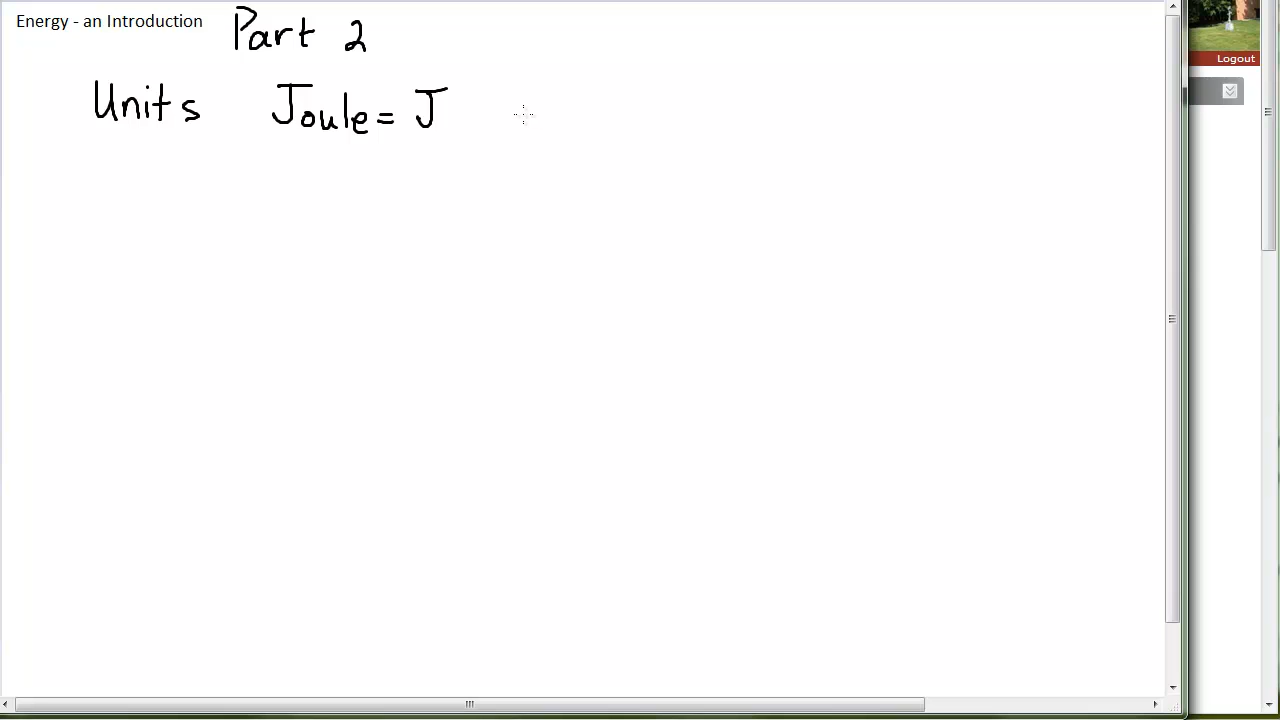 Energy - an Introduction Part 2
Logout
Units Joule = J